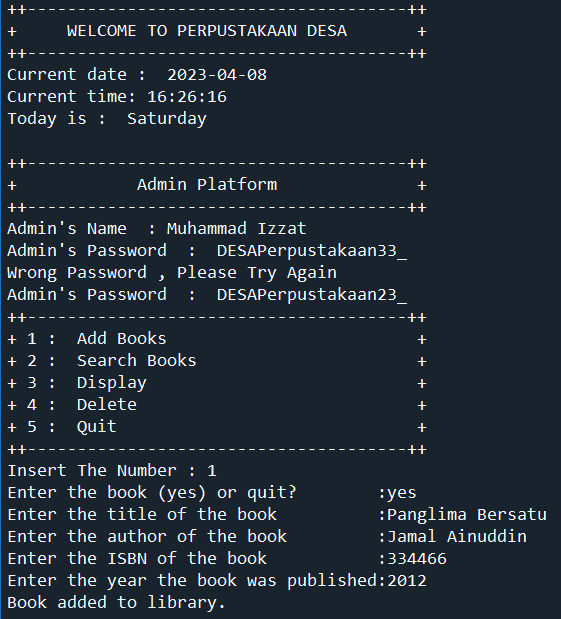 ++--------------------------------------++
+     WELCOME TO PERPUSTAKAAN DESA       +
++--------------------------------------++
Current date :  2023-04-08
Current time: 16:26:16
Today is :  Saturday

++--------------------------------------++
+            Admin Platform              +
++--------------------------------------++
Admin's Name  : Muhammad Izzat
Admin's Password  :  DESAPerpustakaan33_
Wrong Password , Please Try Again
Admin's Password  :  DESAPerpustakaan23_
++--------------------------------------++
+ 1 :  Add Books                         +
+ 2 :  Search Books                      +
+ 3 :  Display                           +
+ 4 :  Delete                            +
+ 5 :  Quit                              +
++--------------------------------------++
Insert The Number : 1
Enter the book (yes) or quit?        :yes
Enter the title of the book          :Panglima Bersatu
Enter the author of the book         :Jamal Ainuddin
Enter the ISBN of the book           :334466
Enter the year the book was published:2012
Book added to library.